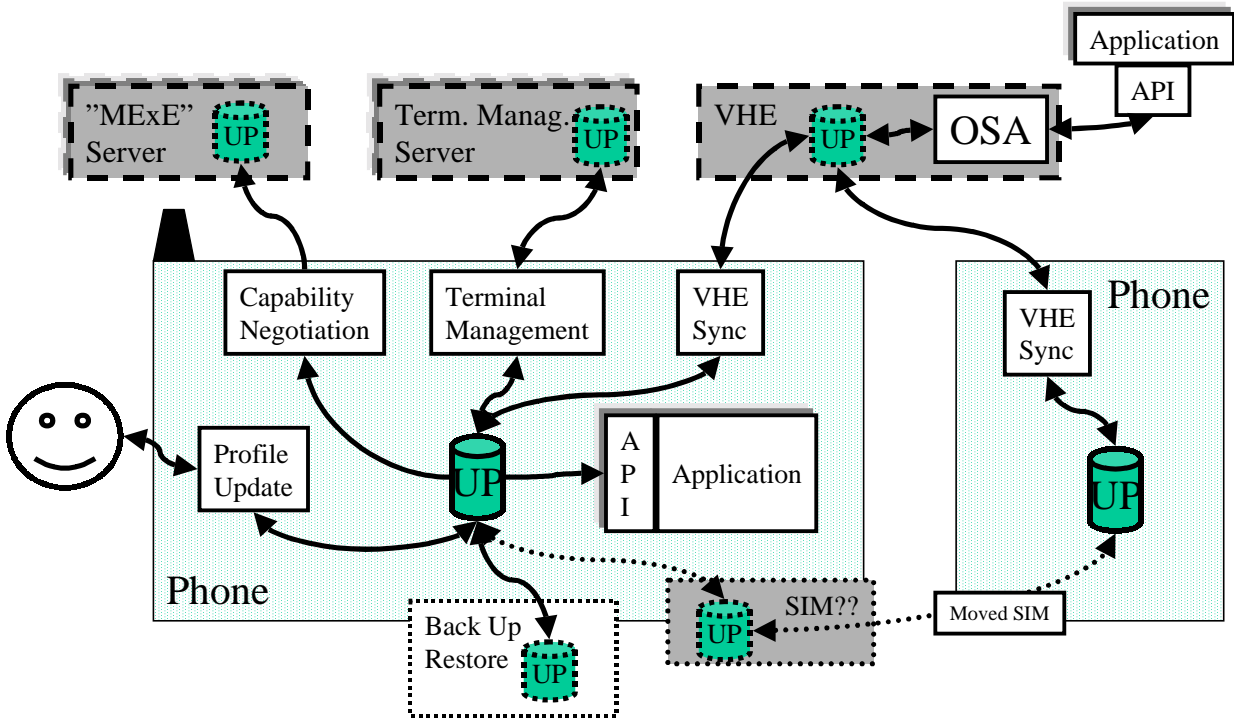 Application
API
”MExE”
Server
UP
Term. Manag.
Server
UP
VHE
UP
OSA
Capability
Negotiation
Terminal
Management
VHE
Sync
Phone
VHE
Sync
Profile
Update
UP
A
P
I
Application
UP
Phone
Back Up
Restore
UP
SIM??
UP
Moved SIM